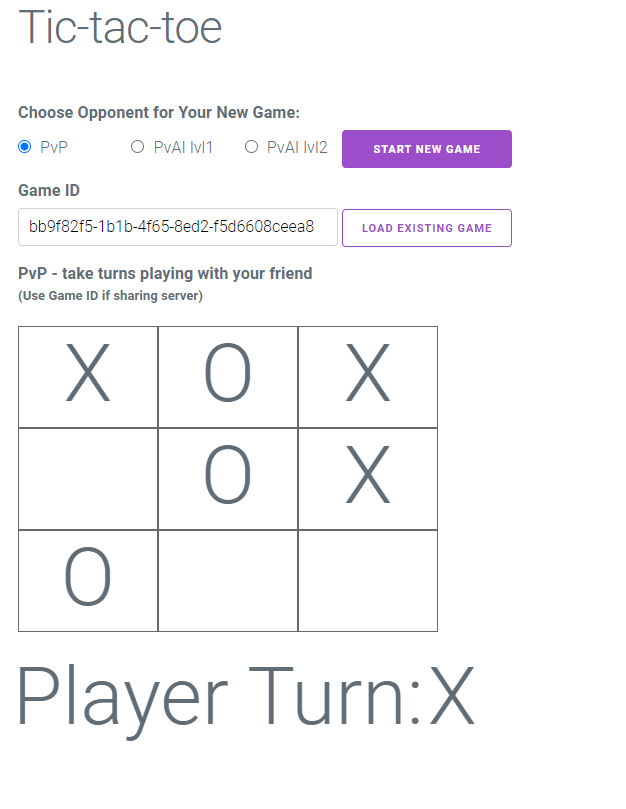 Tic-tac-toe
Choose Opponent for Your New Game:
PvP PvAI lvl1 PvAI lvl2 START NEW GAME
Game ID
bb9f82f5-1b1b-4f65-8ed2-f5d6608ceea8 LOAD EXISTING GAME
PvP - take turns playing with your friend
(Use Game ID if sharing server)
X O X
O X
O
Player Turn:X